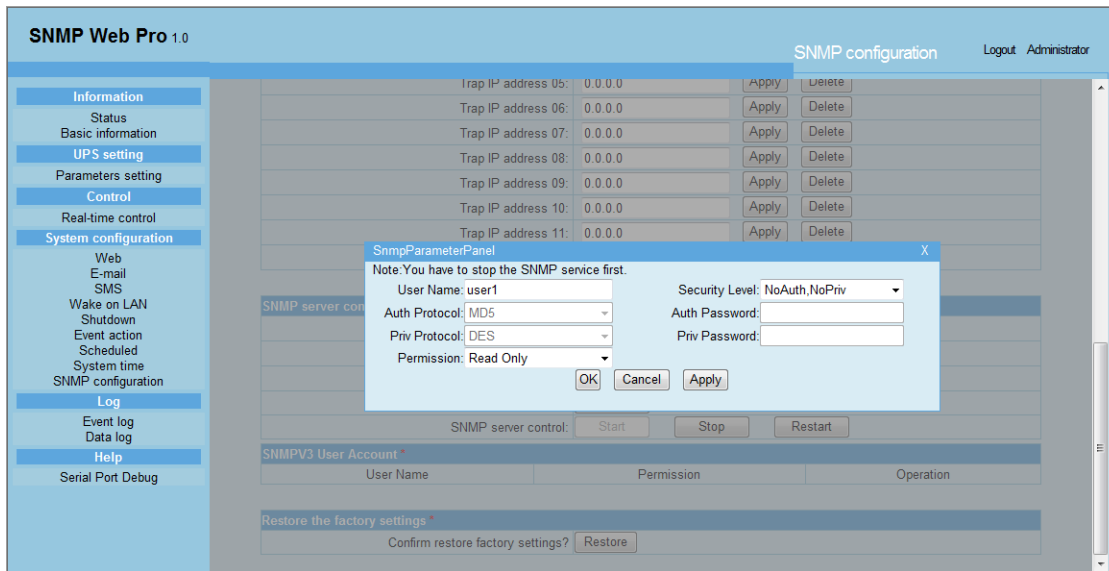 SNMP Web Pro 1.0
SNMP configuration
Logout Administrator
Information
Status
Basic information
UPS setting
Parameters setting
Control
Real-time control
System configuration
Web
E-mail
SMS
Wake on LAN
Shutdown
Event action
Scheduled
System time
SNMP configuration
Log
Event log
Data log
Help
Serial Port Debug
Trap IP address 05: 0.0.0.0 Apply Delete
Trap IP address 06: 0.0.0.0 Apply Delete
Trap IP address 07: 0.0.0.0 Apply Delete
Trap IP address 08: 0.0.0.0 Apply Delete
Trap IP address 09: 0.0.0.0 Apply Delete
Trap IP address 10: 0.0.0.0 Apply Delete
Trap IP address 11: 0.0.0.0 Apply Delete
SnmpParameterPanel X
Note:You have to stop the SNMP service first.
User Name: user1 Security Level: NoAuth,NoPriv
Auth Protocol: MD5 Auth Password:
Priv Protocol: DES Priv Password:
Permission: Read Only
OK Cancel Apply
SNMP server con
SNMP server control: Start Stop Restart
SNMPV3 User Account *
User Name Permission Operation
Restore the factory settings *
Confirm restore factory settings? Restore